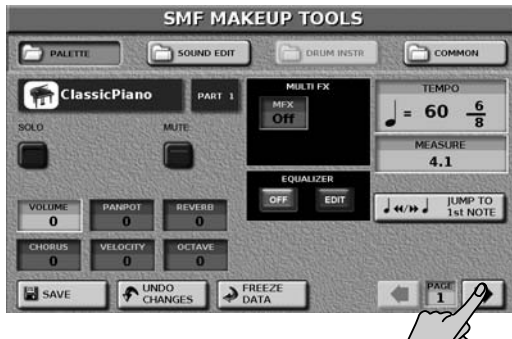 SMF MAKEUP TOOLS
PALETTE SOUND EDIT DRUM INSTR COMMON
ClassicPiano PART 1
SOLO MUTE
MULTI FX
MFX
Off
TEMPO
= 60 6/8
MEASURE
4.1
EQUALIZER
OFF EDIT
JUMP TO
1st NOTE
VOLUME PANPOT REVERB
0 0 0
CHORUS VELOCITY OCTAVE
0 0 0
SAVE
UNDO
CHANGES
FREEZE
DATA
PAGE
1